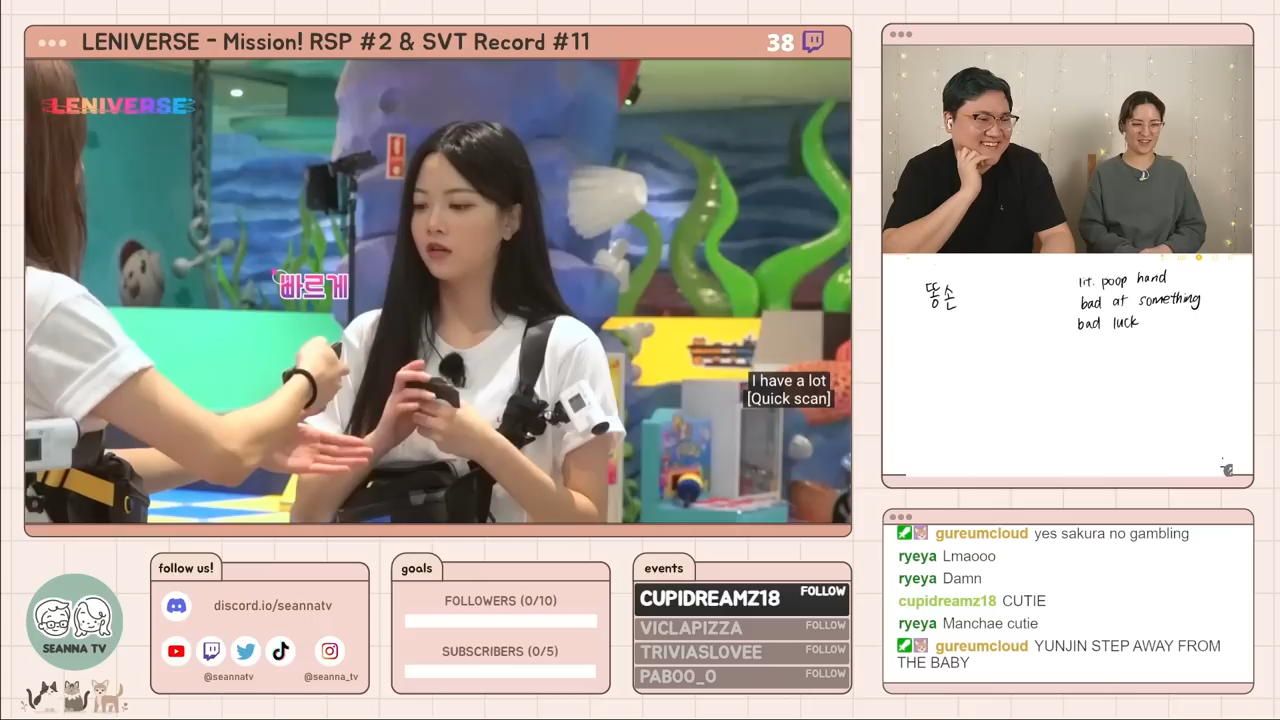 LENIVERSE - Mission! RSP #2 & SVT Record #11
38
LENIVERSE
빠르게
I have a lot
[Quick scan]
똥손
lit. poop hand
bad at something
bad luck
gureumcloud yes sakura no gambling
ryeya Lmaooo
ryeya Damn
cupidreamz18 CUTIE
ryeya Manchae cutie
gureumcloud YUNJIN STEP AWAY FROM
THE BABY
SEANNA TV
follow us!
discord.io/seannatv
@seannatv
@seanna_tv
goals
FOLLOWERS (0/10)
SUBSCRIBERS (0/5)
events
CUPIDREAMZ18 FOLLOW
VICLAPIZZA FOLLOW
TRIVIASLOVEE FOLLOW
PABOO_O FOLLOW